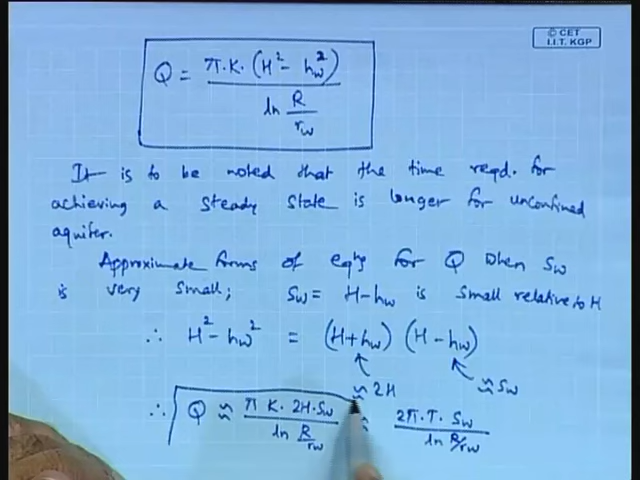 © CET
I.I.T. KGP
Q = π.K.(H² - hw²) / ln R/rw
It is to be noted that the time reqd. for
achieving a steady state is longer for unconfined
aquifer.
Approximate forms of eqns for Q when Sw
is very small; Sw = H-hw is small relative to H
∴ H² - hw² = (H+hw) (H-hw)
≈ 2H ≈ Sw
∴ Q ≈ π K. 2H.Sw / ln R/rw ≈ 2π.T.Sw / ln R/rw